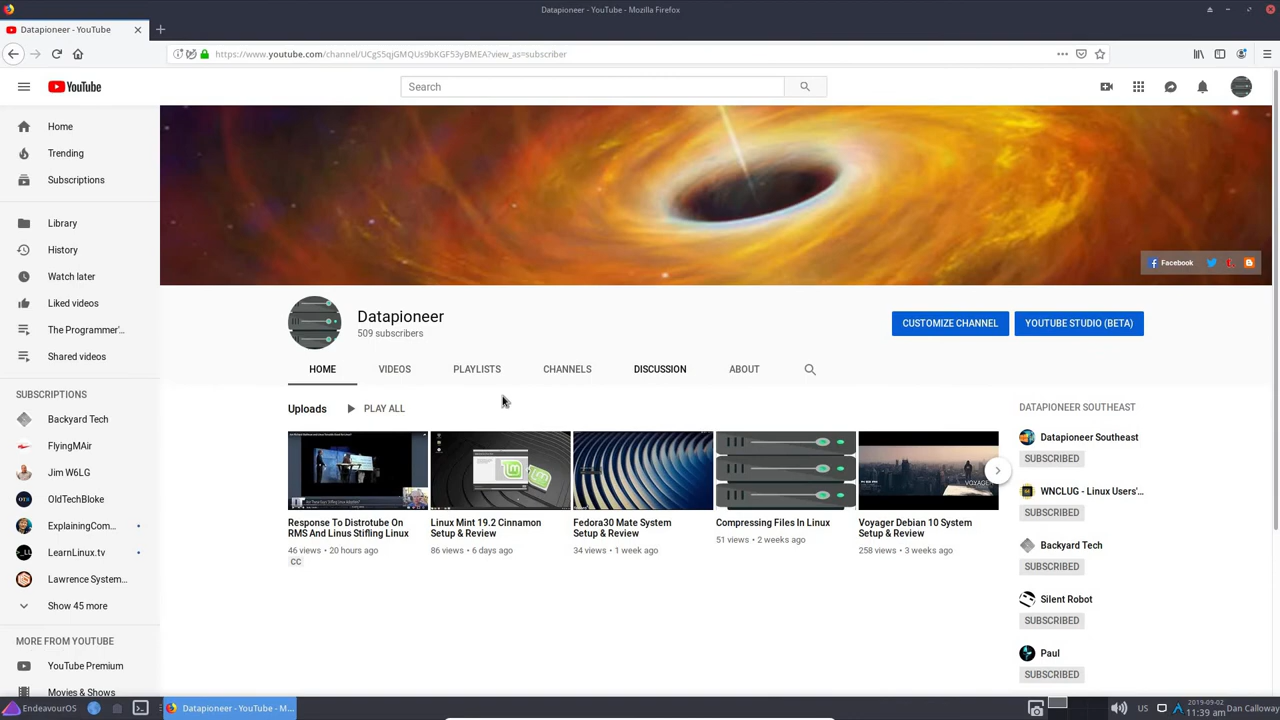 Datapioneer - YouTube - Mozilla Firefox
Datapioneer - YouTube
https://www.youtube.com/channel/UCgS5qjGMQUs9bKGF53yBMEA?view_as=subscriber
YouTube
Search
Home
Trending
Subscriptions
Library
History
Watch later
Liked videos
The Programmer'...
Shared videos
SUBSCRIPTIONS
Backyard Tech
FlyingMAir
Jim W6LG
OldTechBloke
ExplainingCom...
LearnLinux.tv
Lawrence System...
Show 45 more
MORE FROM YOUTUBE
YouTube Premium
Movies & Shows
Facebook
Datapioneer
509 subscribers
CUSTOMIZE CHANNEL
YOUTUBE STUDIO (BETA)
HOME VIDEOS PLAYLISTS CHANNELS DISCUSSION ABOUT
Uploads PLAY ALL
Response To Distrotube On
RMS And Linus Stifling Linux
46 views • 20 hours ago
CC
Linux Mint 19.2 Cinnamon
Setup & Review
86 views • 6 days ago
Fedora30 Mate System
Setup & Review
34 views • 1 week ago
Compressing Files In Linux
51 views • 2 weeks ago
VOYAGER
Voyager Debian 10 System
Setup & Review
258 views • 3 weeks ago
DATAPIONEER SOUTHEAST
Datapioneer Southeast
SUBSCRIBED
WNCLUG - Linux Users'...
SUBSCRIBED
Backyard Tech
SUBSCRIBED
Silent Robot
SUBSCRIBED
Paul
SUBSCRIBED
EndeavourOS
Datapioneer - YouTube - M...
US
2019-09-02
11:39 am
Dan Calloway